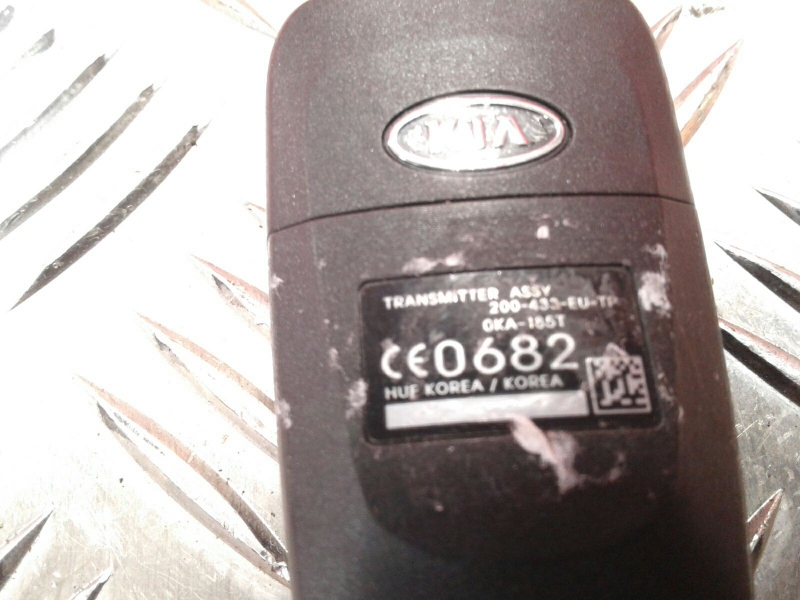 KIA
TRANSMITTER ASSY
200-433-EU-TP
OKA-185T
CE0682
HUF KOREA / KOREA